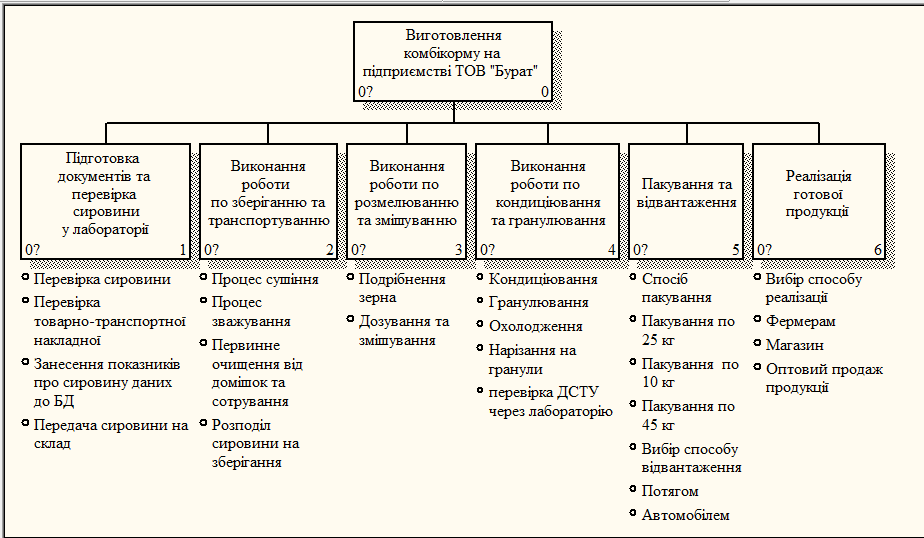 Виготовлення
комбікорму на
підприємстві ТОВ "Бурат"
0? 0
Підготовка
документів та
перевірка
сировини
у лабораторії
0? 1
Виконання
роботи
по зберіганню та
транспортуванню
0? 2
Виконання
роботи по
розмелюванню
та змішуванню
0? 3
Виконання
роботи по
кондиціювання
та гранулювання
0? 4
Пакування та
відвантаження
0? 5
Реалізація
готової
продукції
0? 6
Перевірка сировини
Перевірка
товарно-транспортної
накладної
Занесення показників
про сировину даних
до БД
Передача сировини на
склад
Процес сушіння
Процес
зважування
Первинне
очищення від
домішок та
сотрування
Розподіл
сировини на
зберігання
Подрібнення
зерна
Дозування та
змішування
Кондиціювання
Гранулювання
Охолодження
Нарізання на
гранули
перевірка ДСТУ
через лабораторію
Спосіб
пакування
Пакування по
25 кг
Пакування по
10 кг
Пакування по
45 кг
Вибір способу
відвантаження
Потягом
Автомобілем
Вибір способу
реалізації
Фермерам
Магазин
Оптовий продаж
продукції